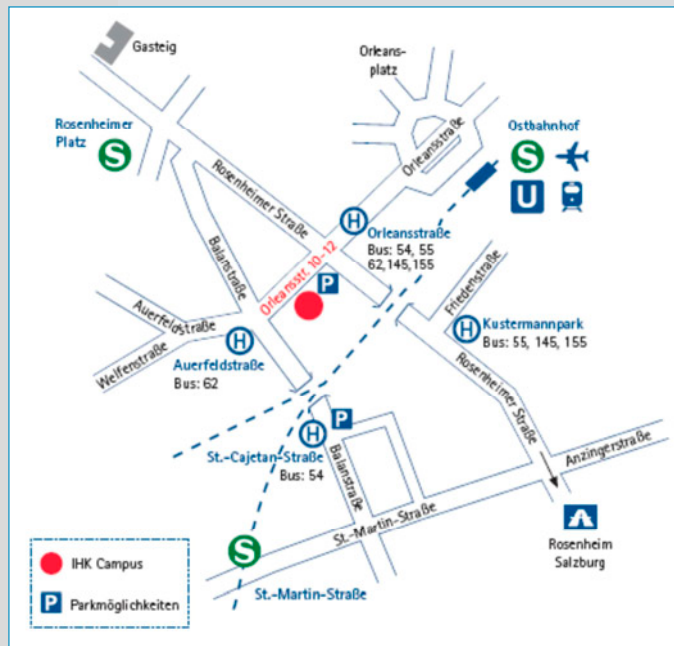 Gasteig
Orleans-
platz
Rosenheimer
Platz
S
Rosenheimer Straße
Orleansstraße
Ostbahnhof
S
U
H
Orleansstraße
Bus: 54, 55
62,145,155
Balanstraße
Orleansstr. 10-12
P
Friedenstraße
Auerfeldstraße
Welfenstraße
H
Auerfeldstraße
Bus: 62
H
Kustermannpark
Bus: 55, 145, 155
Rosenheimer Straße
P
H
St.-Cajetan-Straße
Bus: 54
Balanstraße
Anzingerstraße
St.-Martin-Straße
Rosenheim
Salzburg
S
St.-Martin-Straße
IHK Campus
P Parkmöglichkeiten